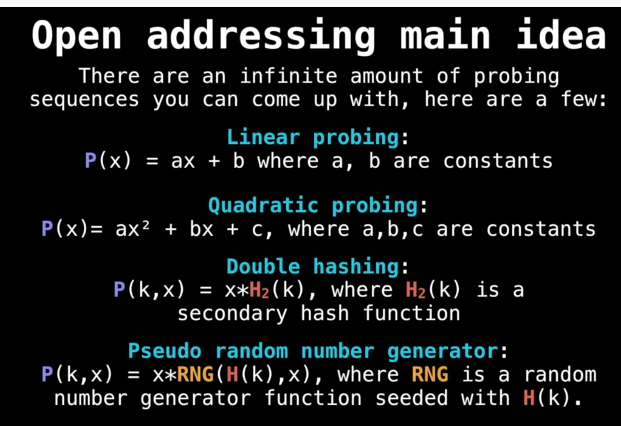 Open addressing main idea
There are an infinite amount of probing
sequences you can come up with, here are a few:
Linear probing:
P(x) = ax + b where a, b are constants
Quadratic probing:
P(x)= ax² + bx + c, where a,b,c are constants
Double hashing:
P(k,x) = x*H₂(k), where H₂(k) is a
secondary hash function
Pseudo random number generator:
P(k,x) = x*RNG(H(k),x), where RNG is a random
number generator function seeded with H(k).